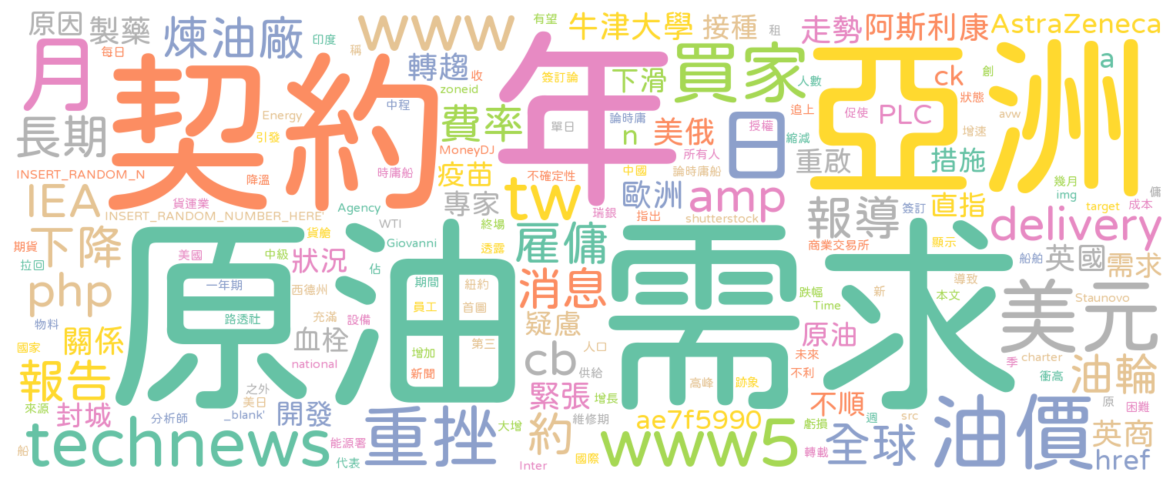 原因 製藥 煉油廠 印度 www 有望 牛津大學 接種 租 走勢 阿斯利康 AstraZeneca
每日 稱 收 簽訂論 人數 創 a
月 契約 轉趨 zoneid 中程 年 下滑 買家 亞洲 ck 狀態
長期 Energy 引發 費率 單日 論時庸 n 美俄 追上 促使 PLC 增速 avw
MoneyDJ 授權 日 縮減
INSERT_RANDOM_N 降溫 時庸船 疫苗 不確定性 中國 所有人 論時庸船 重啟 措施 幾月
IEA INSERT_RANDOM_NUMBER_HERE 專家 tw 瑞銀 歐洲 amp 簽訂 直指 img target 傭 成本
貨運業 Agency WTI 終場 指出 shutterstock 報導 delivery
期貨 下降 貨艙 Giovanni 透露 雇傭 商業交易所 顯示 船舶 英國 需求
拉回 美國 中級 狀況 佔 導致
php 一年期 西德州 原油 期間 紐約 消息 需求 跌幅 Time 新 本文 美元 Staunovo
物料 路透社 充滿 設備 員工 首圖 疑慮 原油 未來
國家 關係 血栓 增加 第三 cb 人口 供給 不利 季 charter
報告 national 新聞 緊張 高峰 跡象 衝高 油輪
來源 之外 美日 增長 維修期 不順 週 src 原 困難
封城 分析師 _blank' 開發 重挫 大增 約 ae7f5990 虧損 油價 英商
船 technews 能源署 代表 Inter 國際 www5 轉載 全球 href